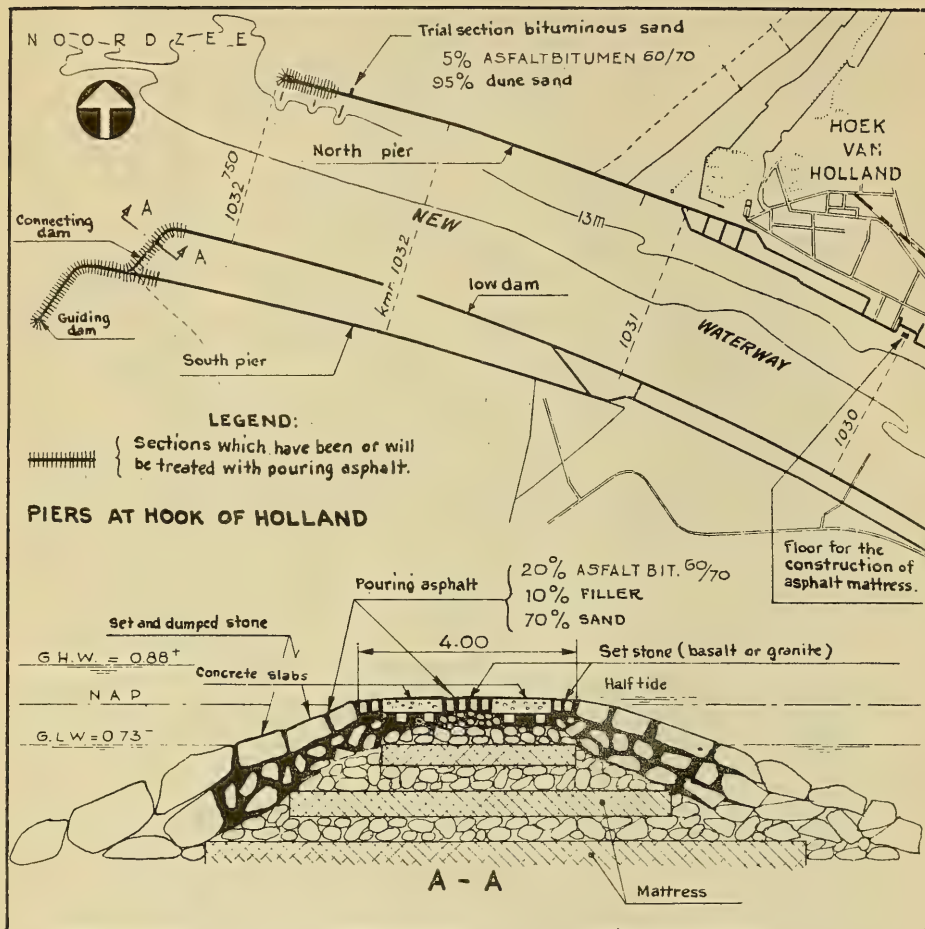 NOORDZEE
Trial section bituminous sand
5% ASFALTBITUMEN 60/70
95% dune sand
HOEK
VAN
HOLLAND
North pier
1032 750
A
A
Connecting
dam
NEW
13m
kmr. 1032
low dam
1031
Guiding
dam
WATERWAY
South pier
1030
LEGEND:
Sections which have been or will
be treated with pouring asphalt.
PIERS AT HOOK OF HOLLAND
Floor for the
construction of
asphalt mattress.
Pouring asphalt
20% ASFALT BIT. 60/70
10% FILLER
70% SAND
Set and dumped stone
4.00
G.H.W. = 0.88+
Set stone (basalt or granite)
Concrete slabs
Half tide
N A P
G.L.W = 0.73-
A - A
Mattress